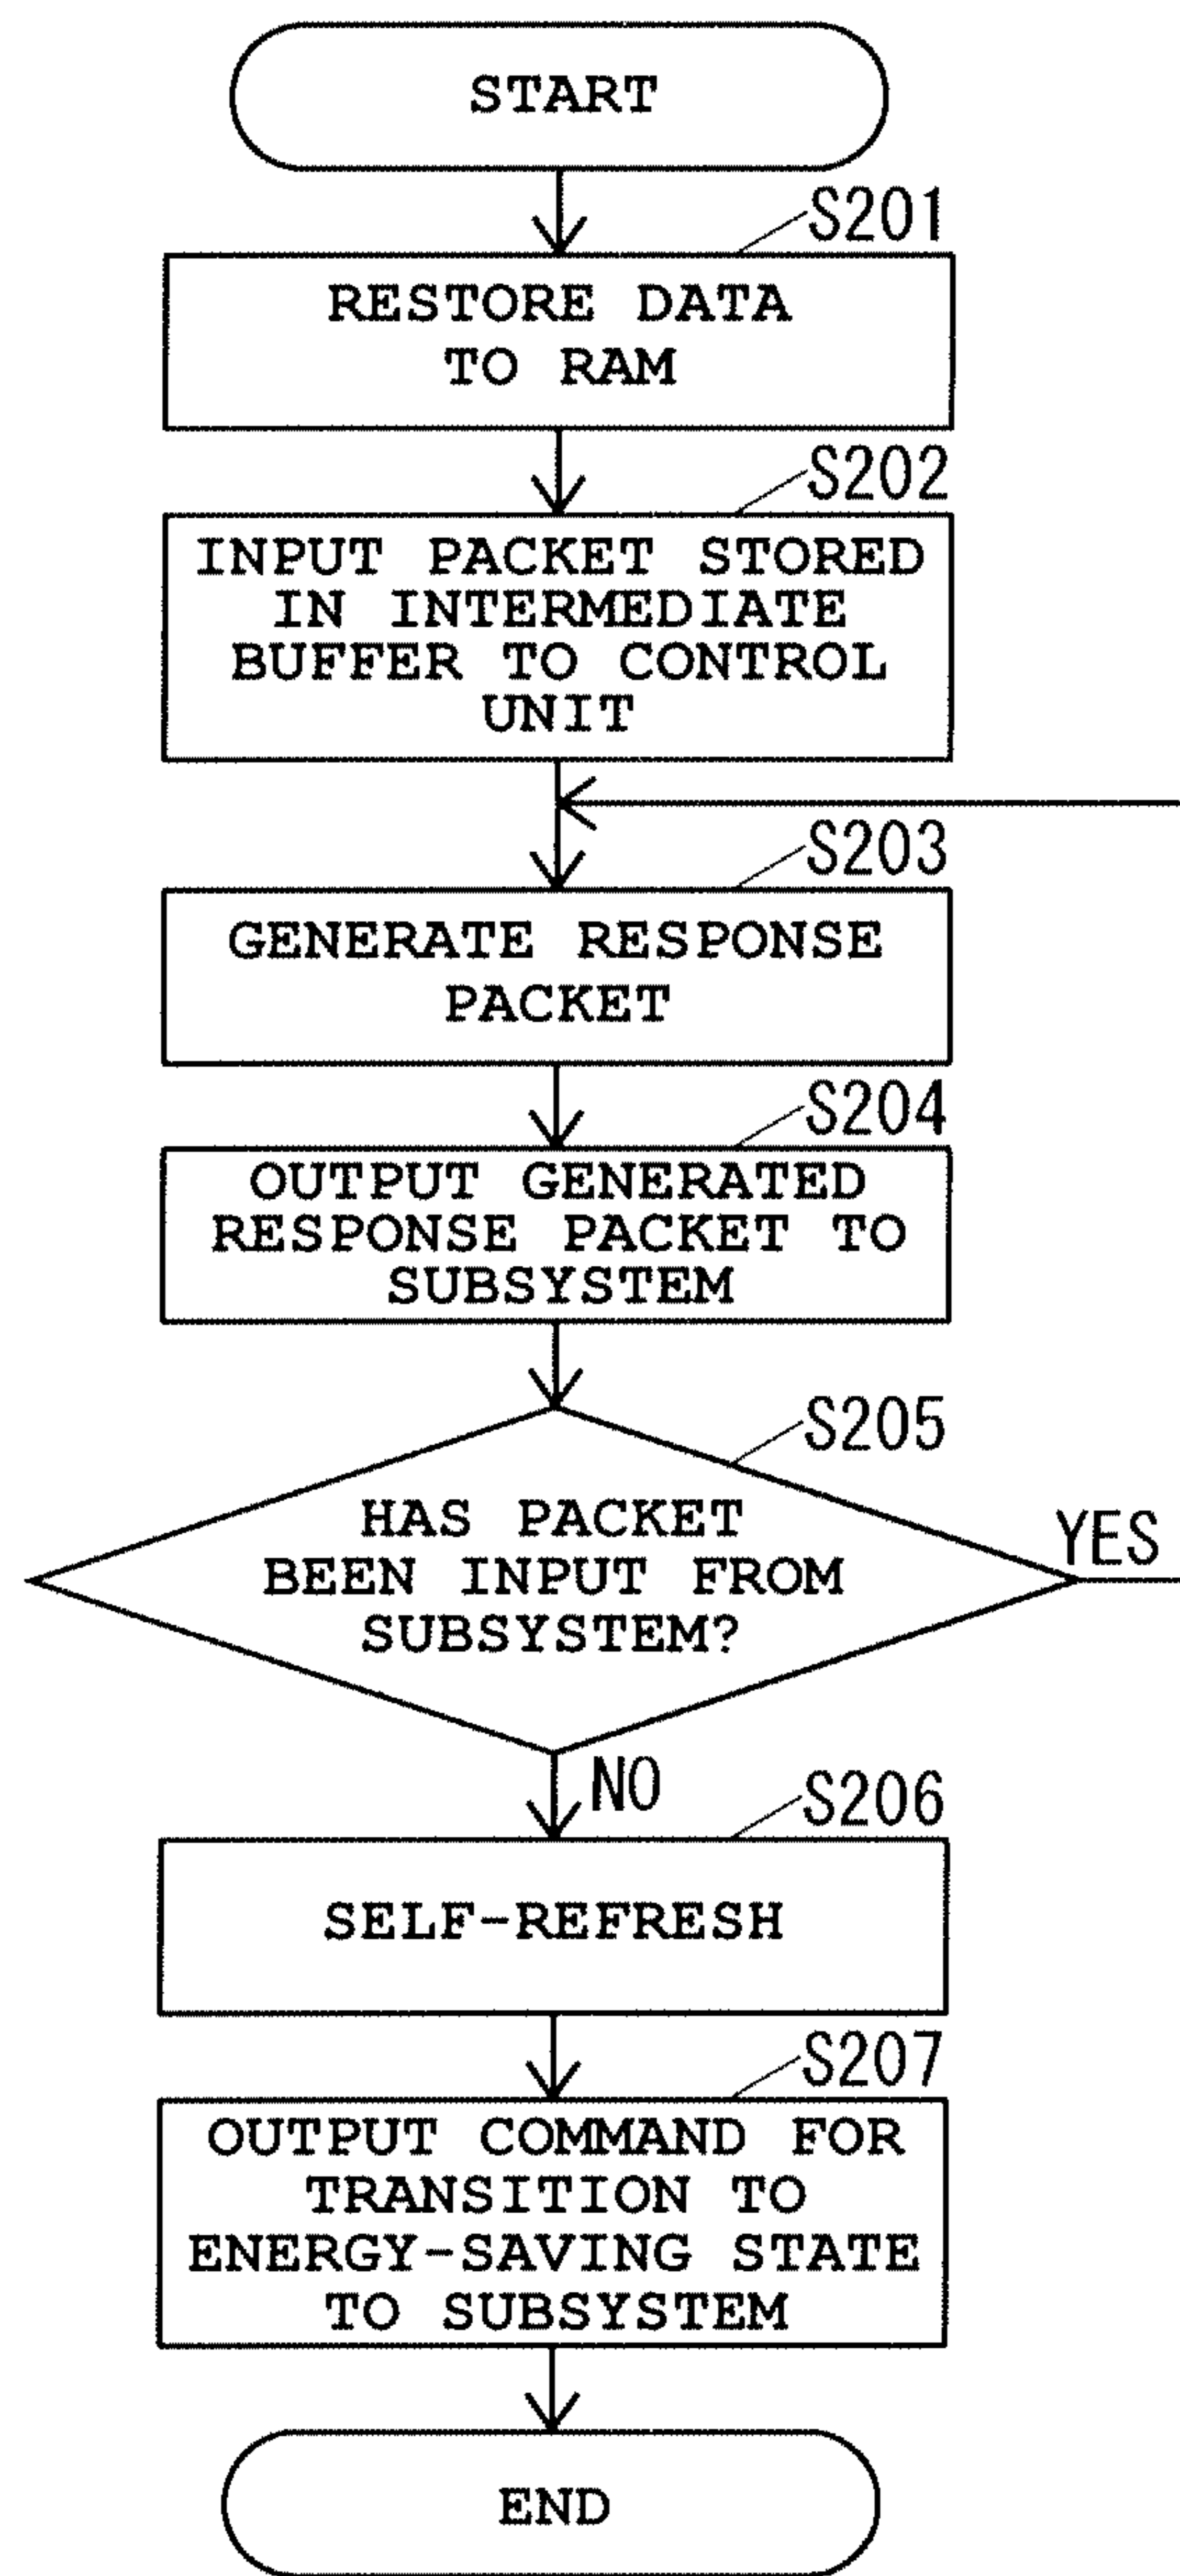 START
S201
RESTORE DATA
TO RAM
S202
INPUT PACKET STORED
IN INTERMEDIATE
BUFFER TO CONTROL
UNIT
S203
GENERATE RESPONSE
PACKET
S204
OUTPUT GENERATED
RESPONSE PACKET TO
SUBSYSTEM
S205
HAS PACKET
BEEN INPUT FROM
SUBSYSTEM?
YES
NO
S206
SELF-REFRESH
S207
OUTPUT COMMAND FOR
TRANSITION TO
ENERGY-SAVING STATE
TO SUBSYSTEM
END